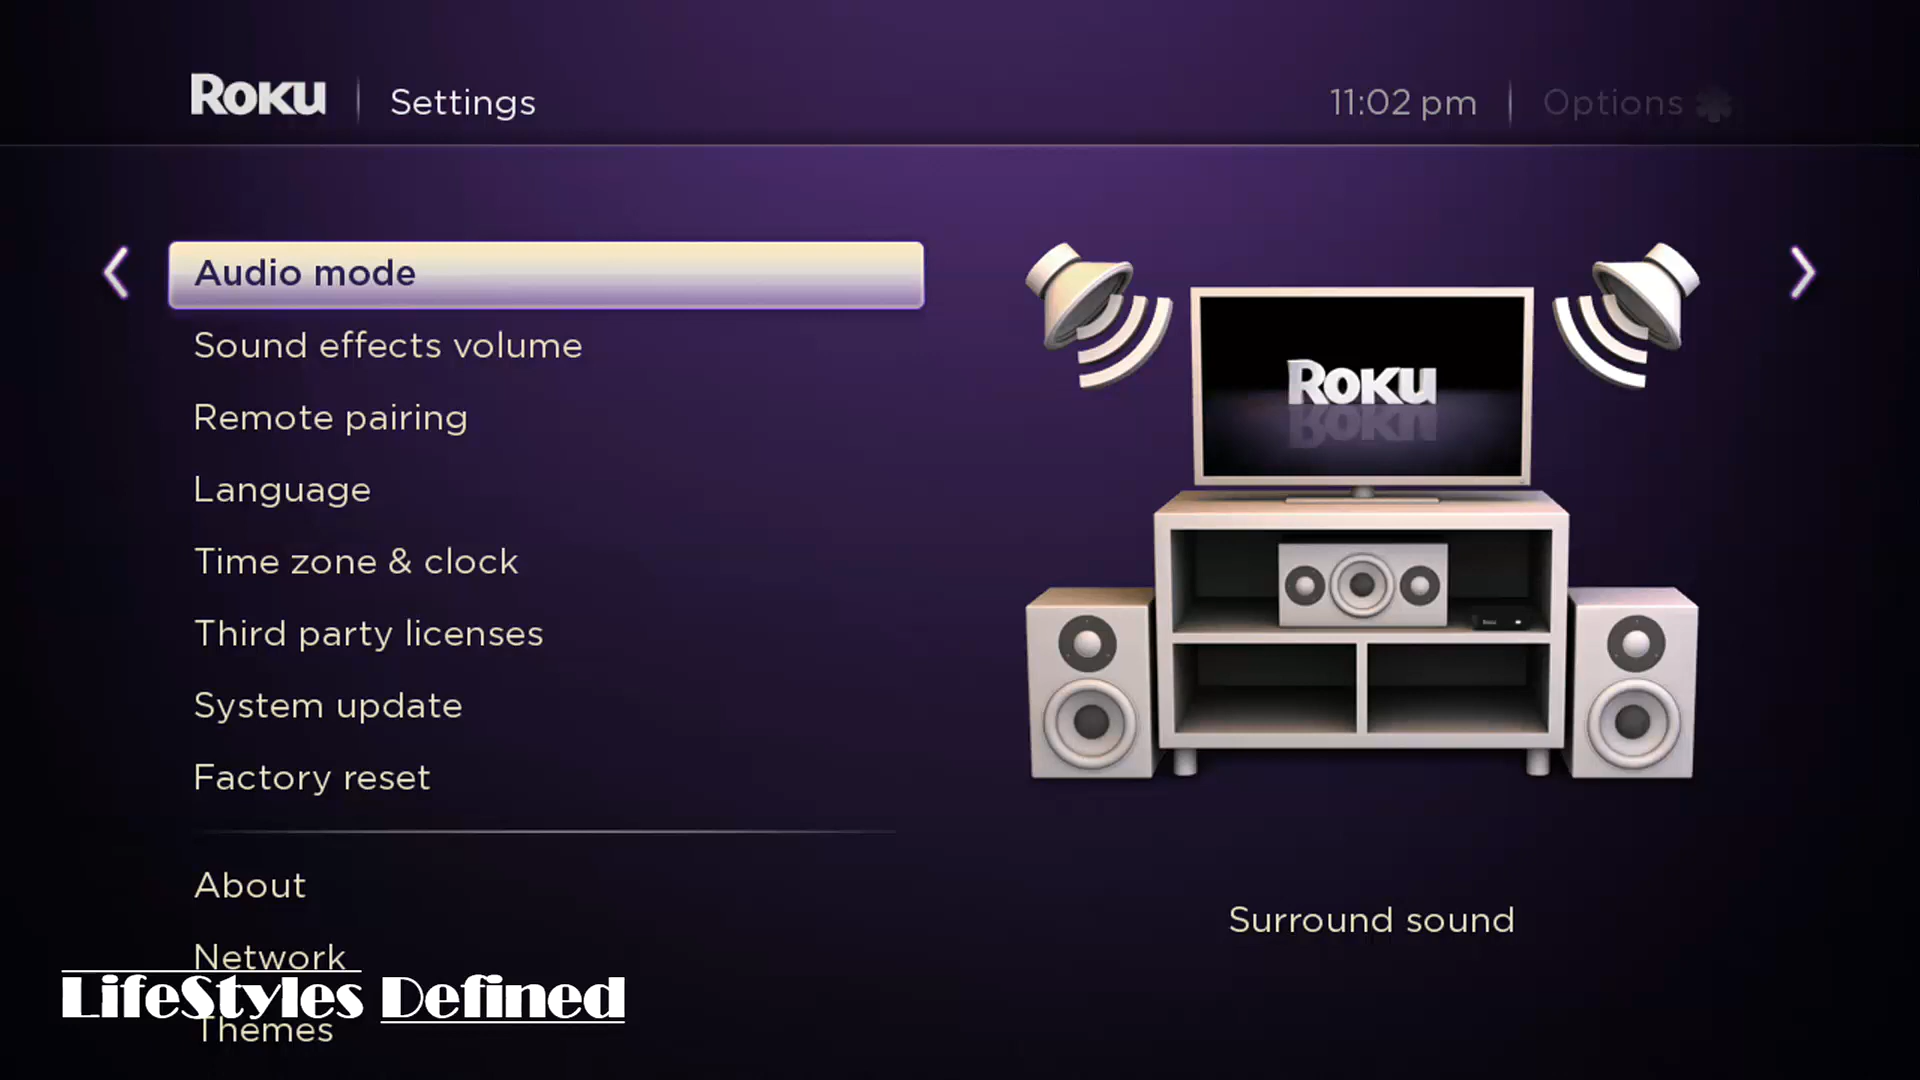 Roku
Settings
11:02 pm
Options
Audio mode
Sound effects volume
Remote pairing
Language
Time zone & clock
Third party licenses
System update
Factory reset
About
Network
Themes
Roku
Surround sound
LifeStyles Defined